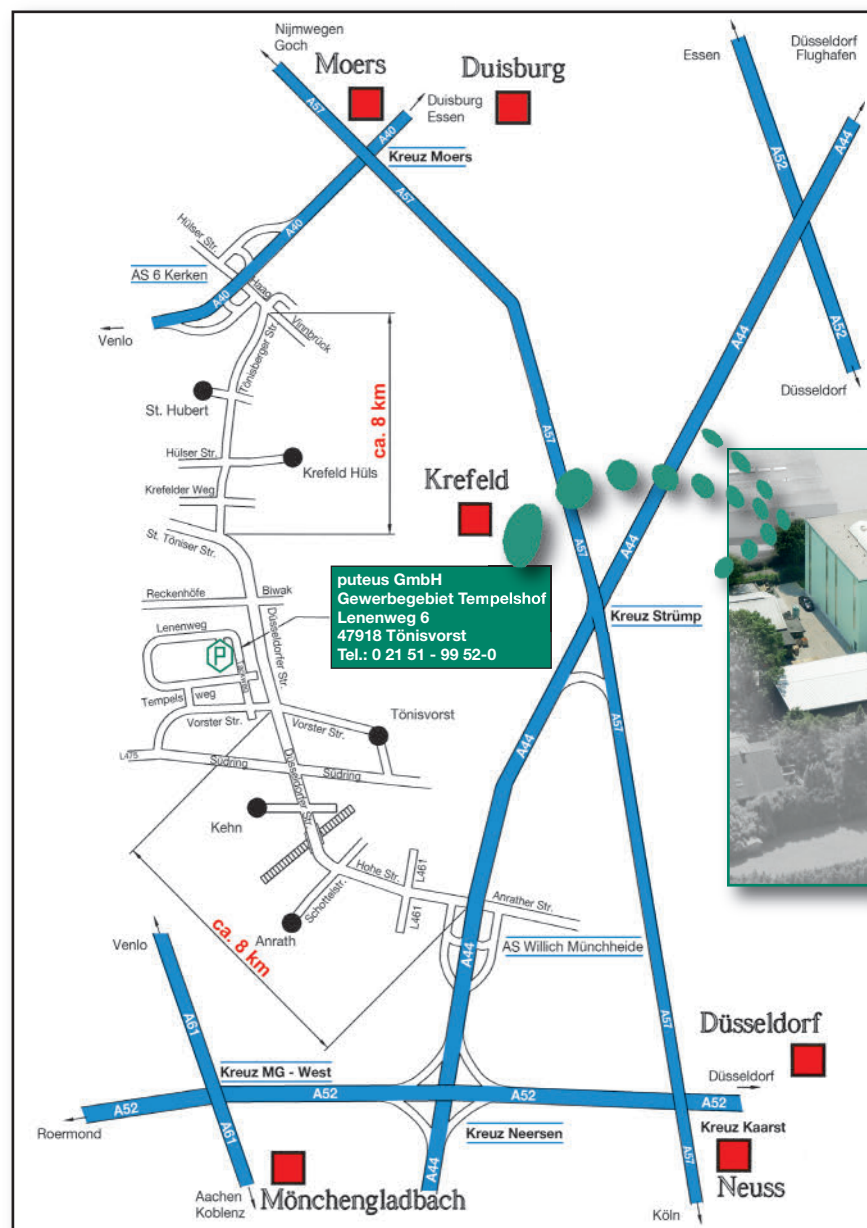 Nijmwegen
Goch
Moers
Duisburg
Essen
Düsseldorf
Flughafen
A57
Duisburg
Essen
A40
Kreuz Moers
A57
A52
A44
Hülser Str.
A40
AS 6 Kerken
Haag
A40
Vinnbrück
Venlo
Tönisberger Str.
A44
A52
Düsseldorf
St. Hubert
ca. 8 km
A57
Hülser Str.
Krefeld Hüls
Krefelder Weg
Krefeld
St. Töniser Str.
A57
A44
Reckenhöfe
Biwak
puteus GmbH
Gewerbegebiet Tempelshof
Lenenweg 6
47918 Tönisvorst
Tel.: 0 21 51 - 99 52-0
Kreuz Strümp
Lenenweg
P
Düsseldorfer Str.
Tempels weg
Vorster Str.
Vorster Str.
Tönisvorst
A44
A57
L475
Südring
Südring
Düsseldorfer Str.
Kehn
Hohe Str.
L461
L461
Schottelstr.
Anrather Str.
Anrath
ca. 8 km
AS Willich Münchheide
A44
Venlo
A61
A57
Düsseldorf
Kreuz MG - West
Düsseldorf
A52
A52
A52
A52
Roermond
A61
Kreuz Neersen
Kreuz Kaarst
A44
A57
Aachen
Koblenz
Mönchengladbach
Neuss
Köln